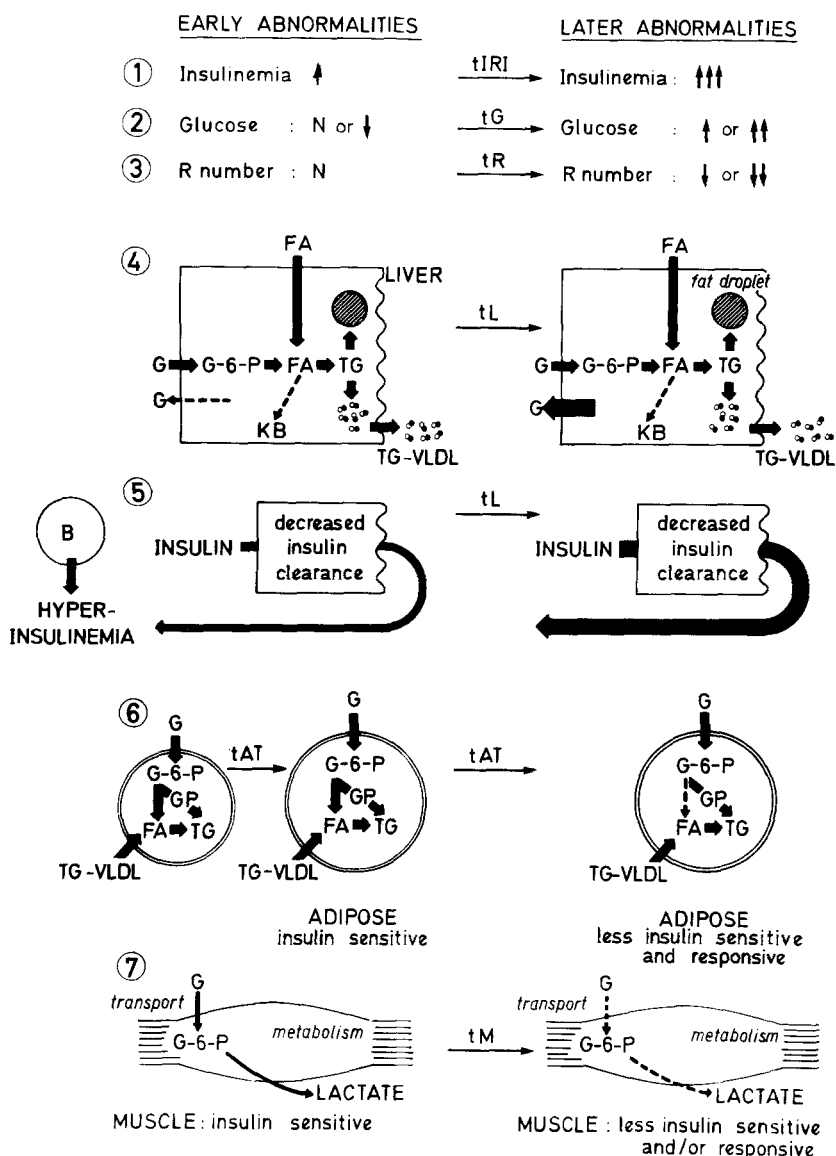 EARLY ABNORMALITIES
LATER ABNORMALITIES
① Insulinemia ↑ tIRI Insulinemia : ↑↑↑
② Glucose : N or ↓ tG Glucose : ↑ or ↑↑
③ R number : N tR R number : ↓ or ↓↓
④
FA
LIVER
G G-6-P FA TG
G
KB
TG-VLDL
tL
FA
fat droplet
G G-6-P FA TG
G
KB
TG-VLDL
⑤
B
HYPER-
INSULINEMIA
INSULIN
decreased
insulin
clearance
tL
INSULIN
decreased
insulin
clearance
⑥
G
G-6-P
GP
FA TG
TG-VLDL
tAT
G
G-6-P
GP
FA TG
TG-VLDL
ADIPOSE
insulin sensitive
tAT
G
G-6-P
GP
FA TG
TG-VLDL
ADIPOSE
less insulin sensitive
and responsive
⑦
G
transport
G-6-P
metabolism
LACTATE
MUSCLE : insulin sensitive
tM
G
transport
G-6-P
metabolism
LACTATE
MUSCLE : less insulin sensitive
and/or responsive